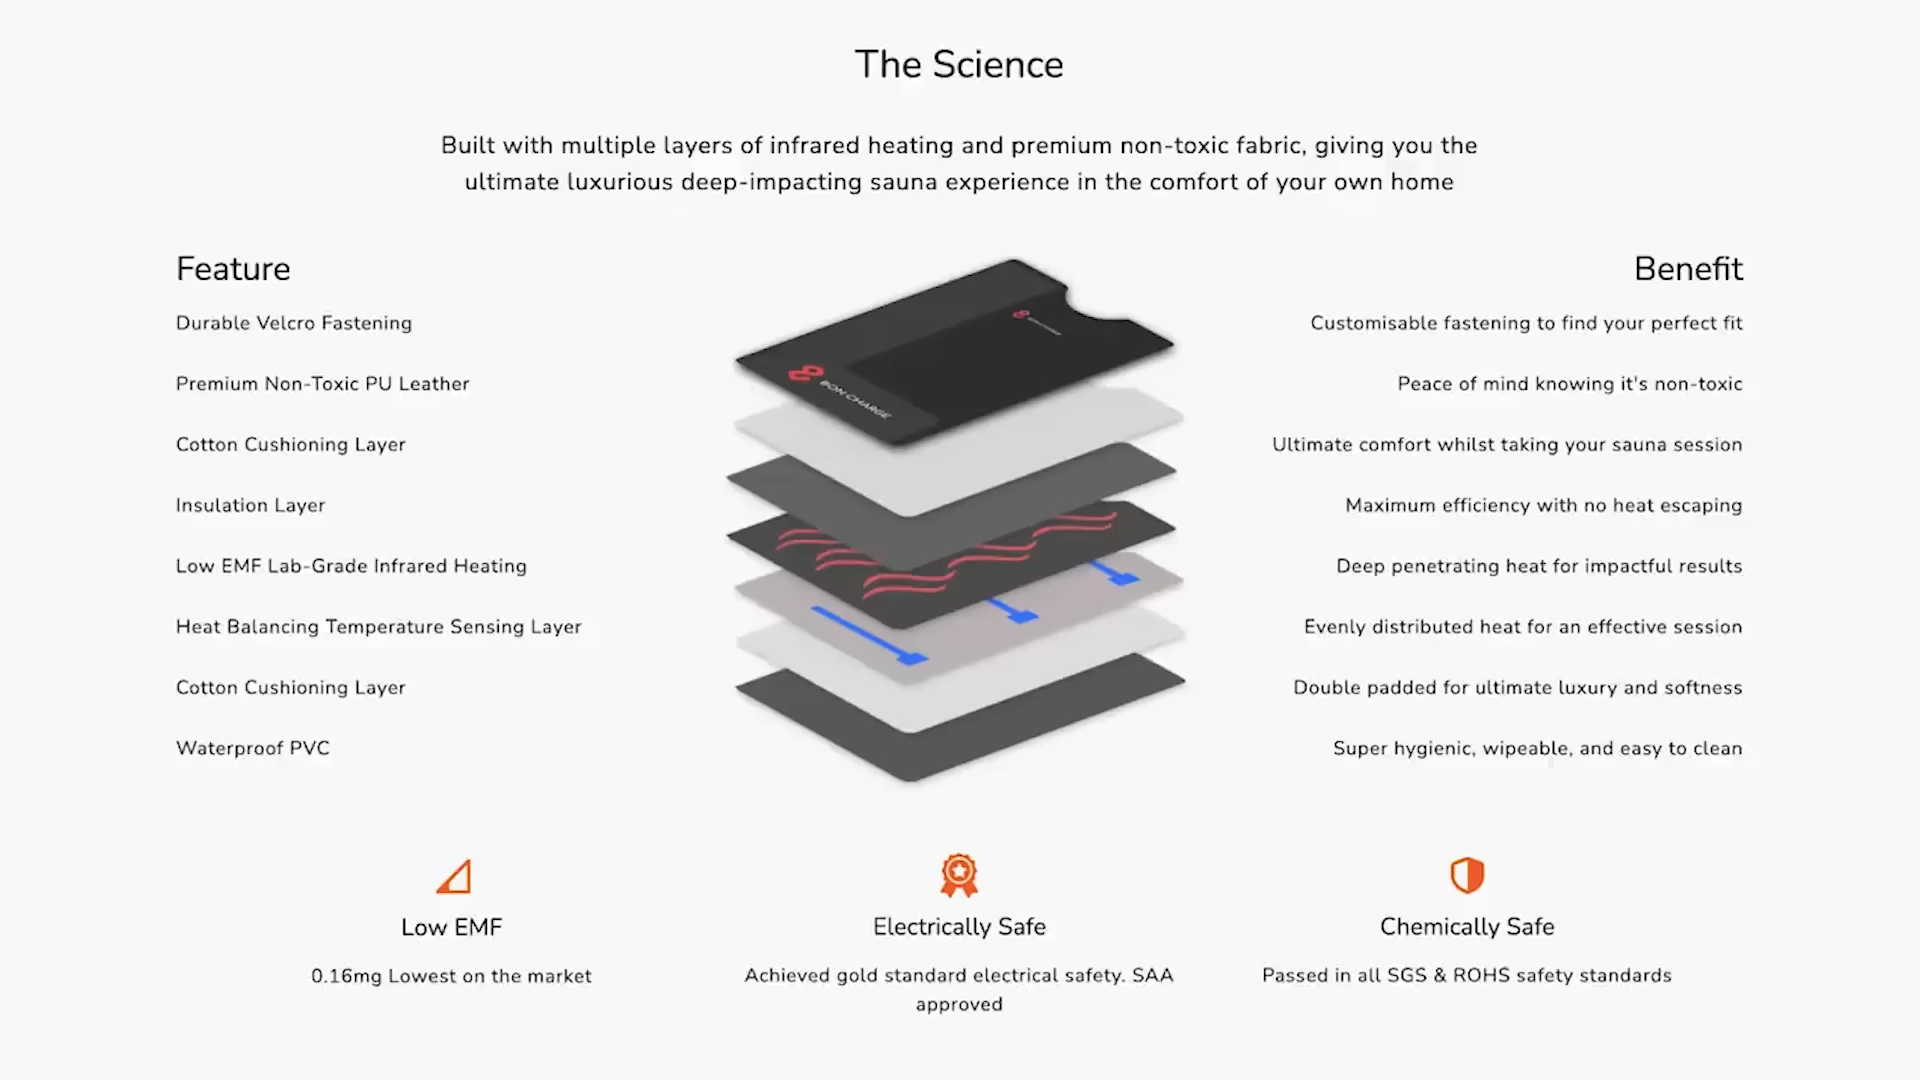 The Science
Built with multiple layers of infrared heating and premium non-toxic fabric, giving you the
ultimate luxurious deep-impacting sauna experience in the comfort of your own home
Feature
Benefit
Durable Velcro Fastening
Customisable fastening to find your perfect fit
Premium Non-Toxic PU Leather
Peace of mind knowing it's non-toxic
Cotton Cushioning Layer
Ultimate comfort whilst taking your sauna session
Insulation Layer
Maximum efficiency with no heat escaping
Low EMF Lab-Grade Infrared Heating
Deep penetrating heat for impactful results
Heat Balancing Temperature Sensing Layer
Evenly distributed heat for an effective session
Cotton Cushioning Layer
Double padded for ultimate luxury and softness
Waterproof PVC
Super hygienic, wipeable, and easy to clean
BON CHARGE
Low EMF
0.16mg Lowest on the market
Electrically Safe
Achieved gold standard electrical safety. SAA
approved
Chemically Safe
Passed in all SGS & ROHS safety standards